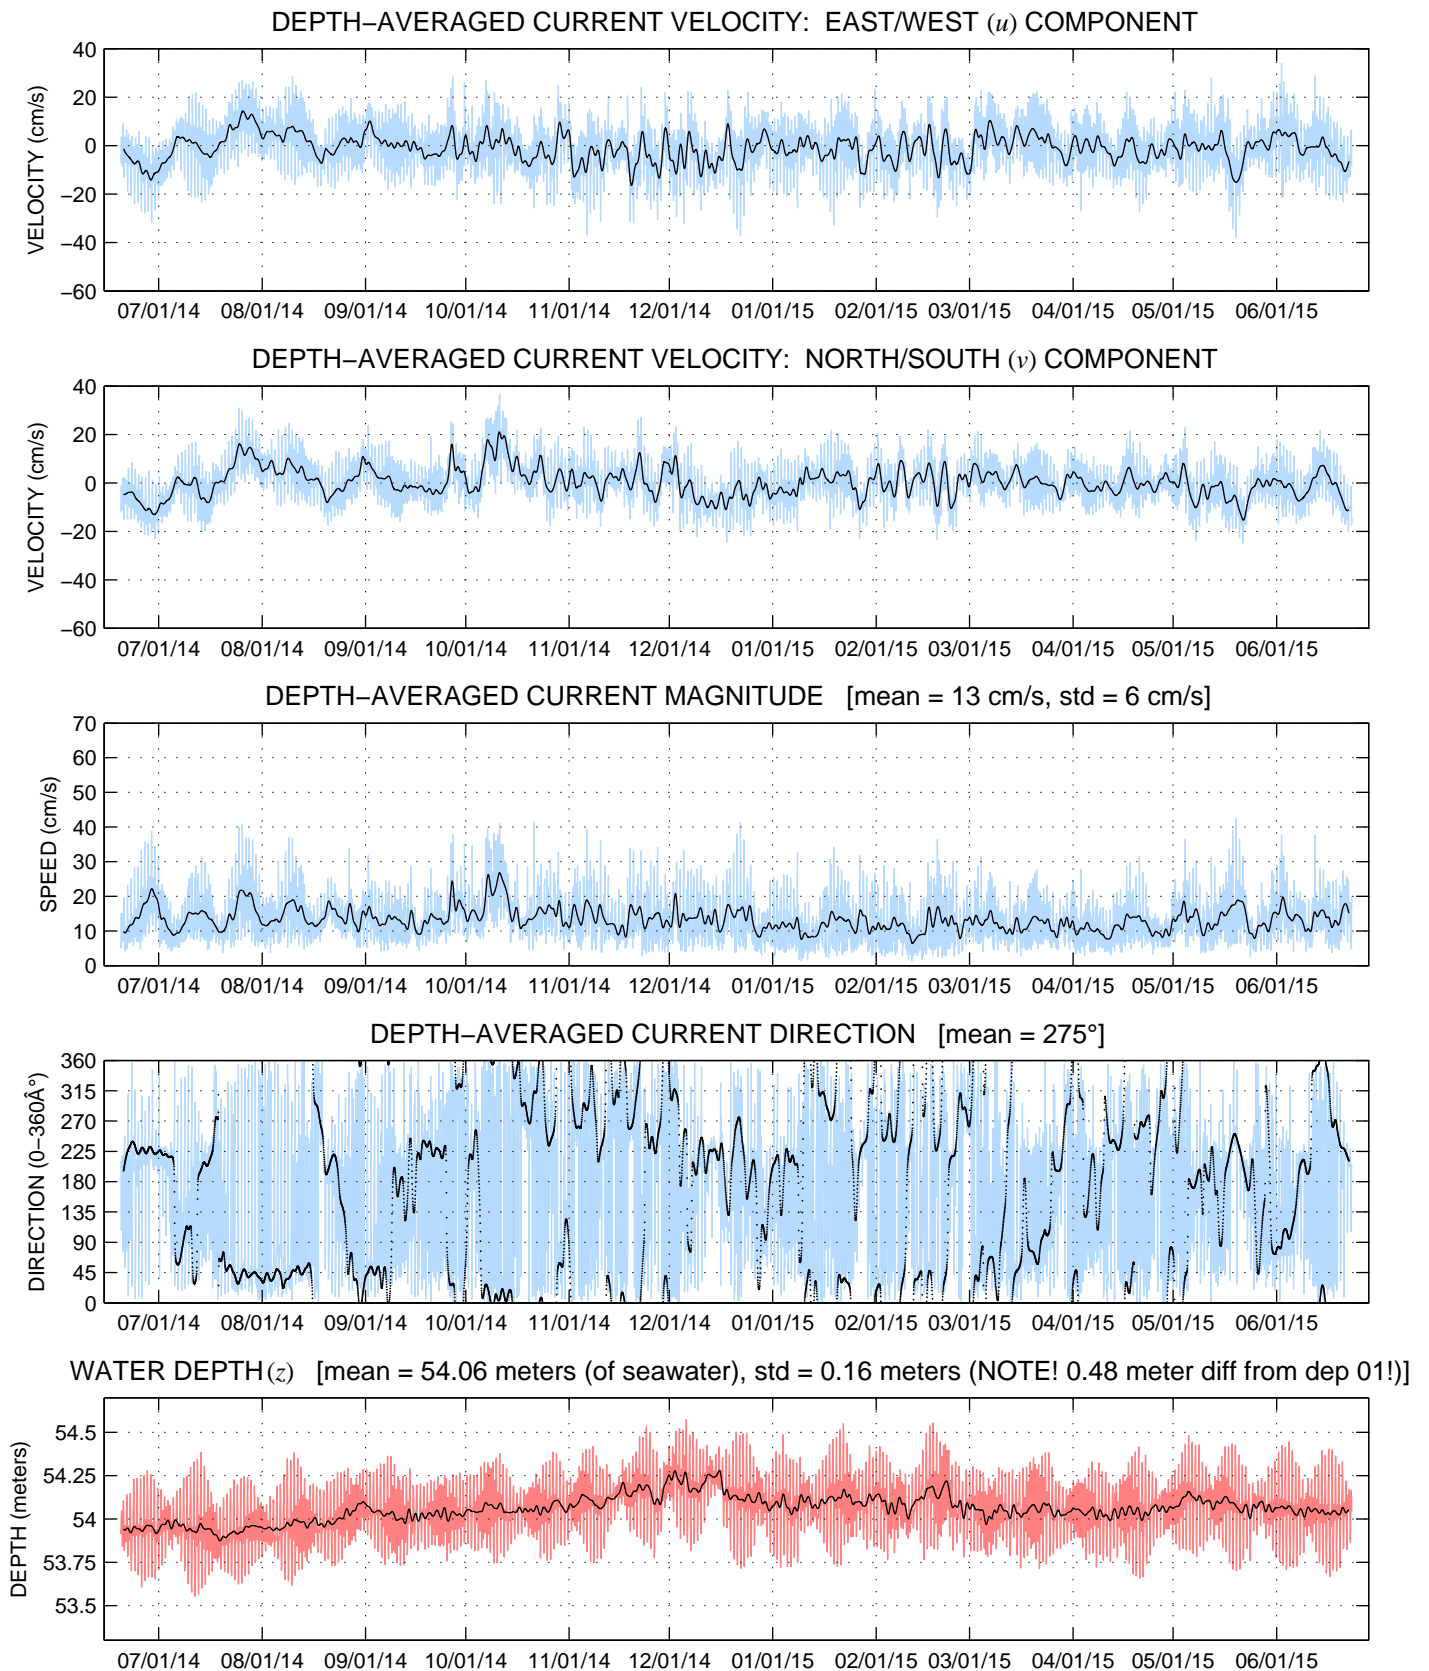 DEPTH−AVERAGED CURRENT VELOCITY:  EAST/WEST (u) COMPONENT
VELOCITY (cm/s)
40
20
0
−20
−40
−60
07/01/14 08/01/14 09/01/14 10/01/14 11/01/14 12/01/14 01/01/15 02/01/15 03/01/15 04/01/15 05/01/15 06/01/15
DEPTH−AVERAGED CURRENT VELOCITY:  NORTH/SOUTH (v) COMPONENT
VELOCITY (cm/s)
40
20
0
−20
−40
−60
07/01/14 08/01/14 09/01/14 10/01/14 11/01/14 12/01/14 01/01/15 02/01/15 03/01/15 04/01/15 05/01/15 06/01/15
DEPTH−AVERAGED CURRENT MAGNITUDE   [mean = 13 cm/s, std = 6 cm/s]
SPEED (cm/s)
70
60
50
40
30
20
10
0
07/01/14 08/01/14 09/01/14 10/01/14 11/01/14 12/01/14 01/01/15 02/01/15 03/01/15 04/01/15 05/01/15 06/01/15
DEPTH−AVERAGED CURRENT DIRECTION   [mean = 275°]
DIRECTION (0−360Â°)
360
315
270
225
180
135
90
45
0
07/01/14 08/01/14 09/01/14 10/01/14 11/01/14 12/01/14 01/01/15 02/01/15 03/01/15 04/01/15 05/01/15 06/01/15
WATER DEPTH (z)   [mean = 54.06 meters (of seawater), std = 0.16 meters (NOTE! 0.48 meter diff from dep 01!)]
DEPTH (meters)
54.5
54.25
54
53.75
53.5
07/01/14 08/01/14 09/01/14 10/01/14 11/01/14 12/01/14 01/01/15 02/01/15 03/01/15 04/01/15 05/01/15 06/01/15